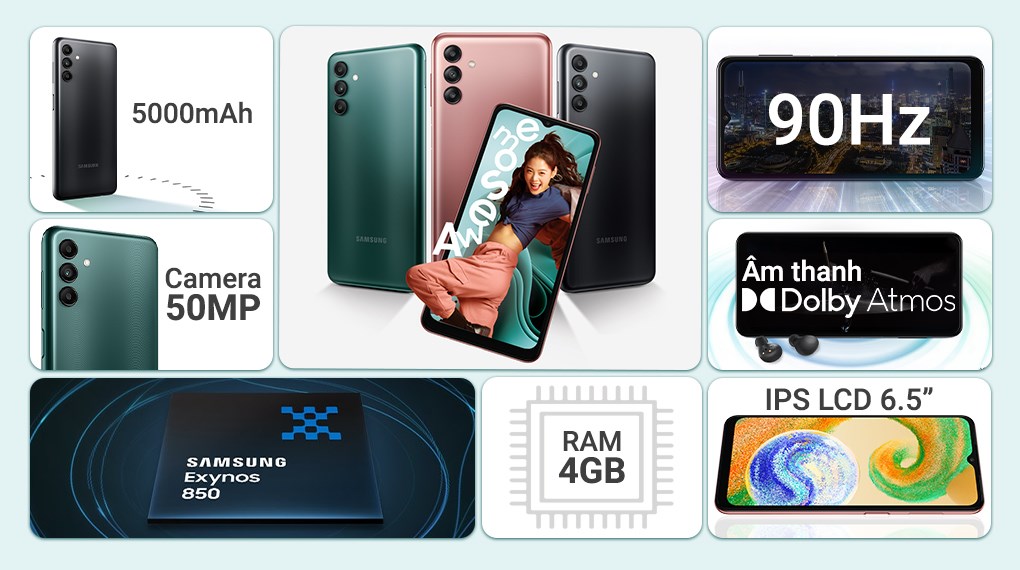 5000mAh
SAMSUNG
Camera
50MP
Awesome
SAMSUNG
SAMSUNG
90Hz
Âm thanh
Dolby Atmos
SAMSUNG
Exynos
850
RAM
4GB
IPS LCD 6.5”